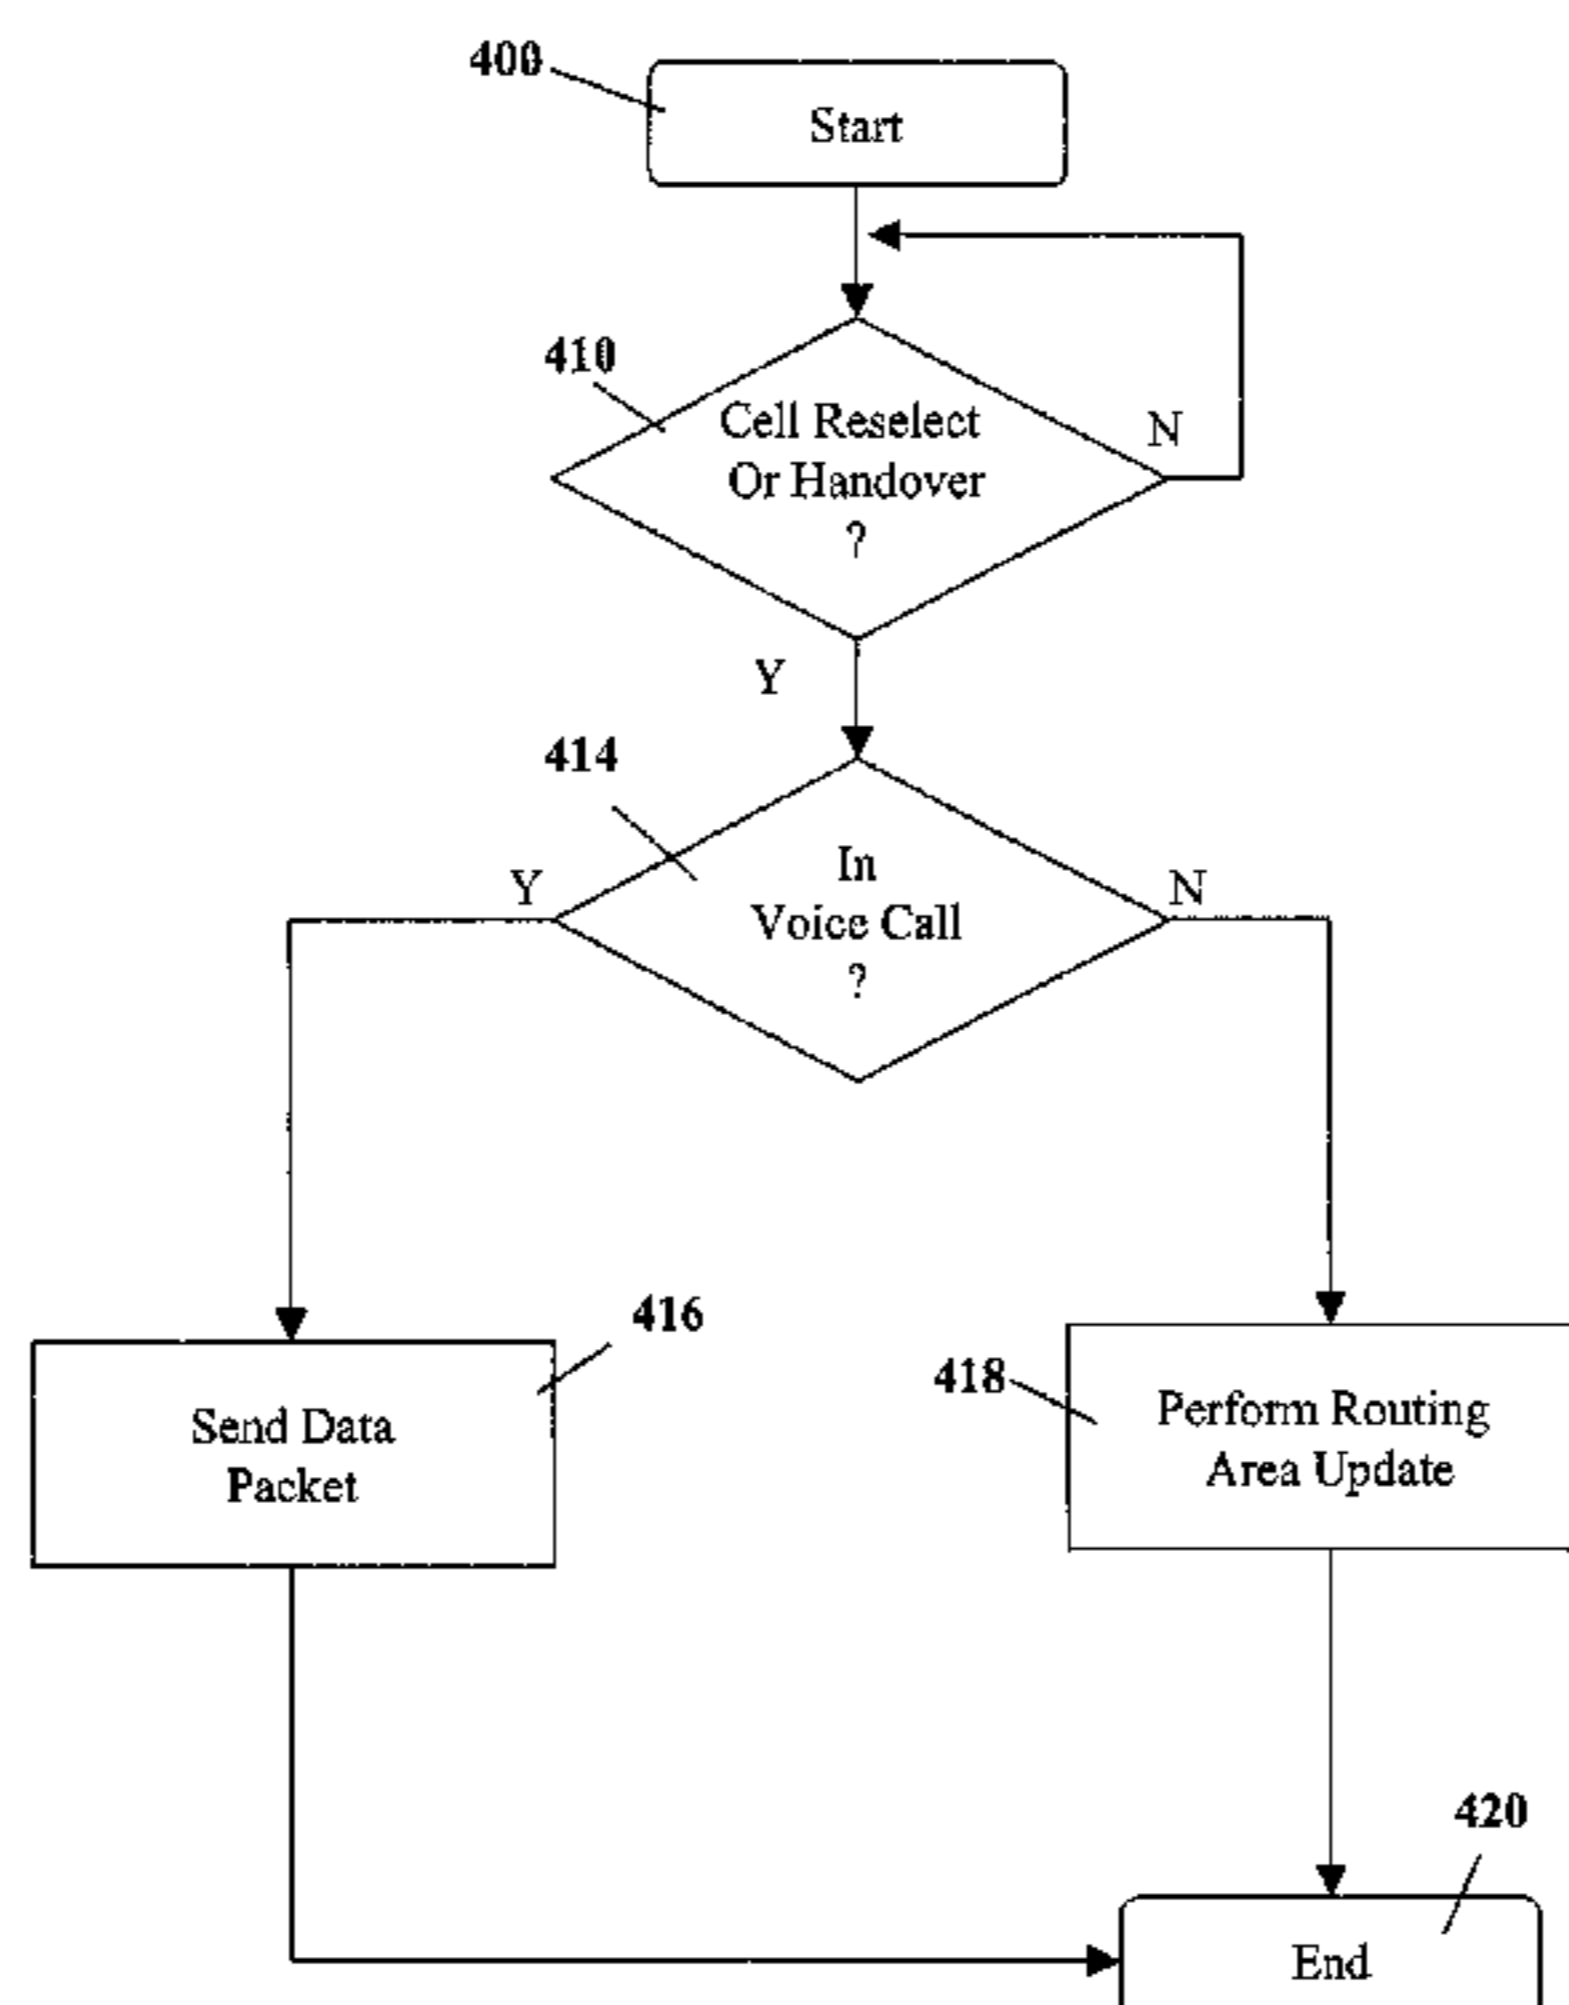 400
Start
410
Cell Reselect
Or Handover
?
N
Y
414
In
Voice Call
?
Y
N
416
Send Data
Packet
418
Perform Routing
Area Update
420
End